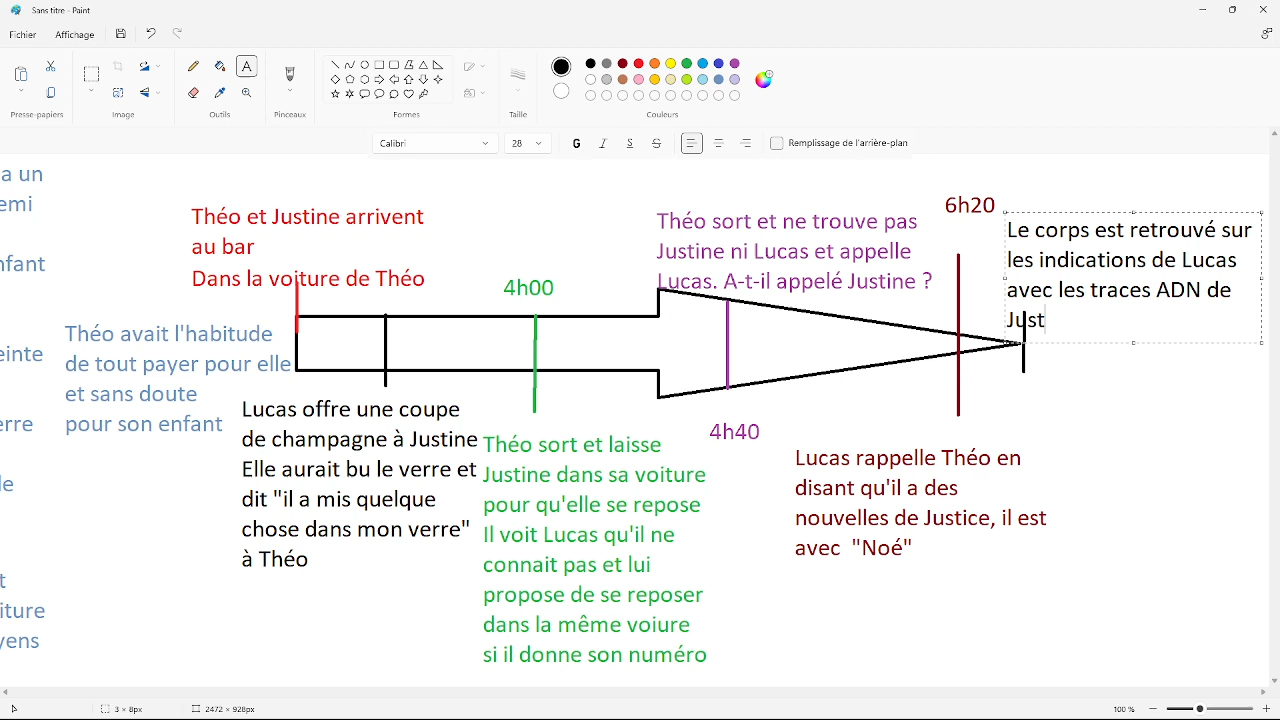 Sans titre - Paint
Fichier
Affichage
A
Presse-papiers
Image
Outils
Pinceaux
Formes
Taille
Couleurs
Calibri
28
G
I
S
S
Remplissage de l'arrière-plan
a un
emi
nfant
einte
erre
le
t
iture
yens
Théo et Justine arrivent
au bar
Dans la voiture de Théo
Théo avait l'habitude
de tout payer pour elle
et sans doute
pour son enfant
Lucas offre une coupe
de champagne à Justine
Elle aurait bu le verre et
dit "il a mis quelque
chose dans mon verre"
à Théo
4h00
Théo sort et laisse
Justine dans sa voiture
pour qu'elle se repose
Il voit Lucas qu'il ne
connait pas et lui
propose de se reposer
dans la même voiure
si il donne son numéro
Théo sort et ne trouve pas
Justine ni Lucas et appelle
Lucas. A-t-il appelé Justine ?
4h40
6h20
Lucas rappelle Théo en
disant qu'il a des
nouvelles de Justice, il est
avec "Noé"
Le corps est retrouvé sur
les indications de Lucas
avec les traces ADN de
Just
3 × 8px
2472 × 928px
100 %